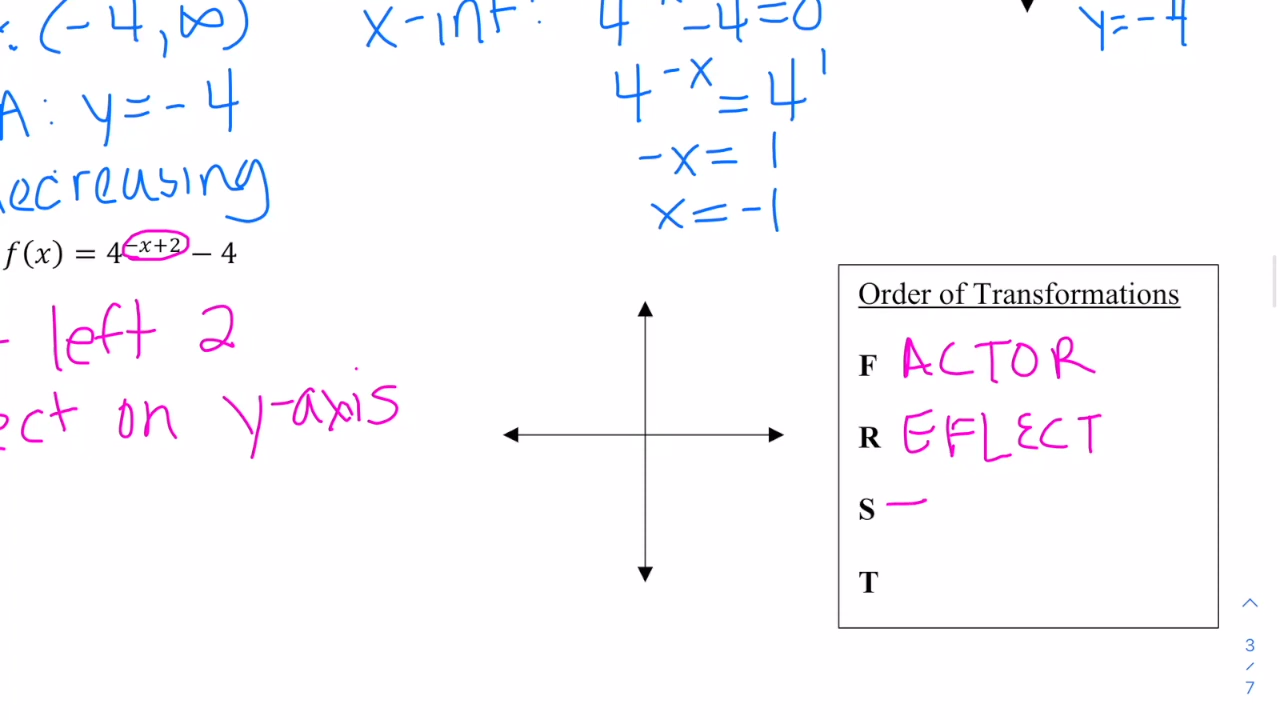 : (-4, ∞)
A: y=-4
decreasing
x-int: 4^-x -4=0
4^-x = 4^1
-x= 1
x=-1
y=-4
f(x) = 4^-x+2 − 4
- left 2
ect on y-axis
Order of Transformations
F ACTOR
R EFLECT
S
T
3
/
7